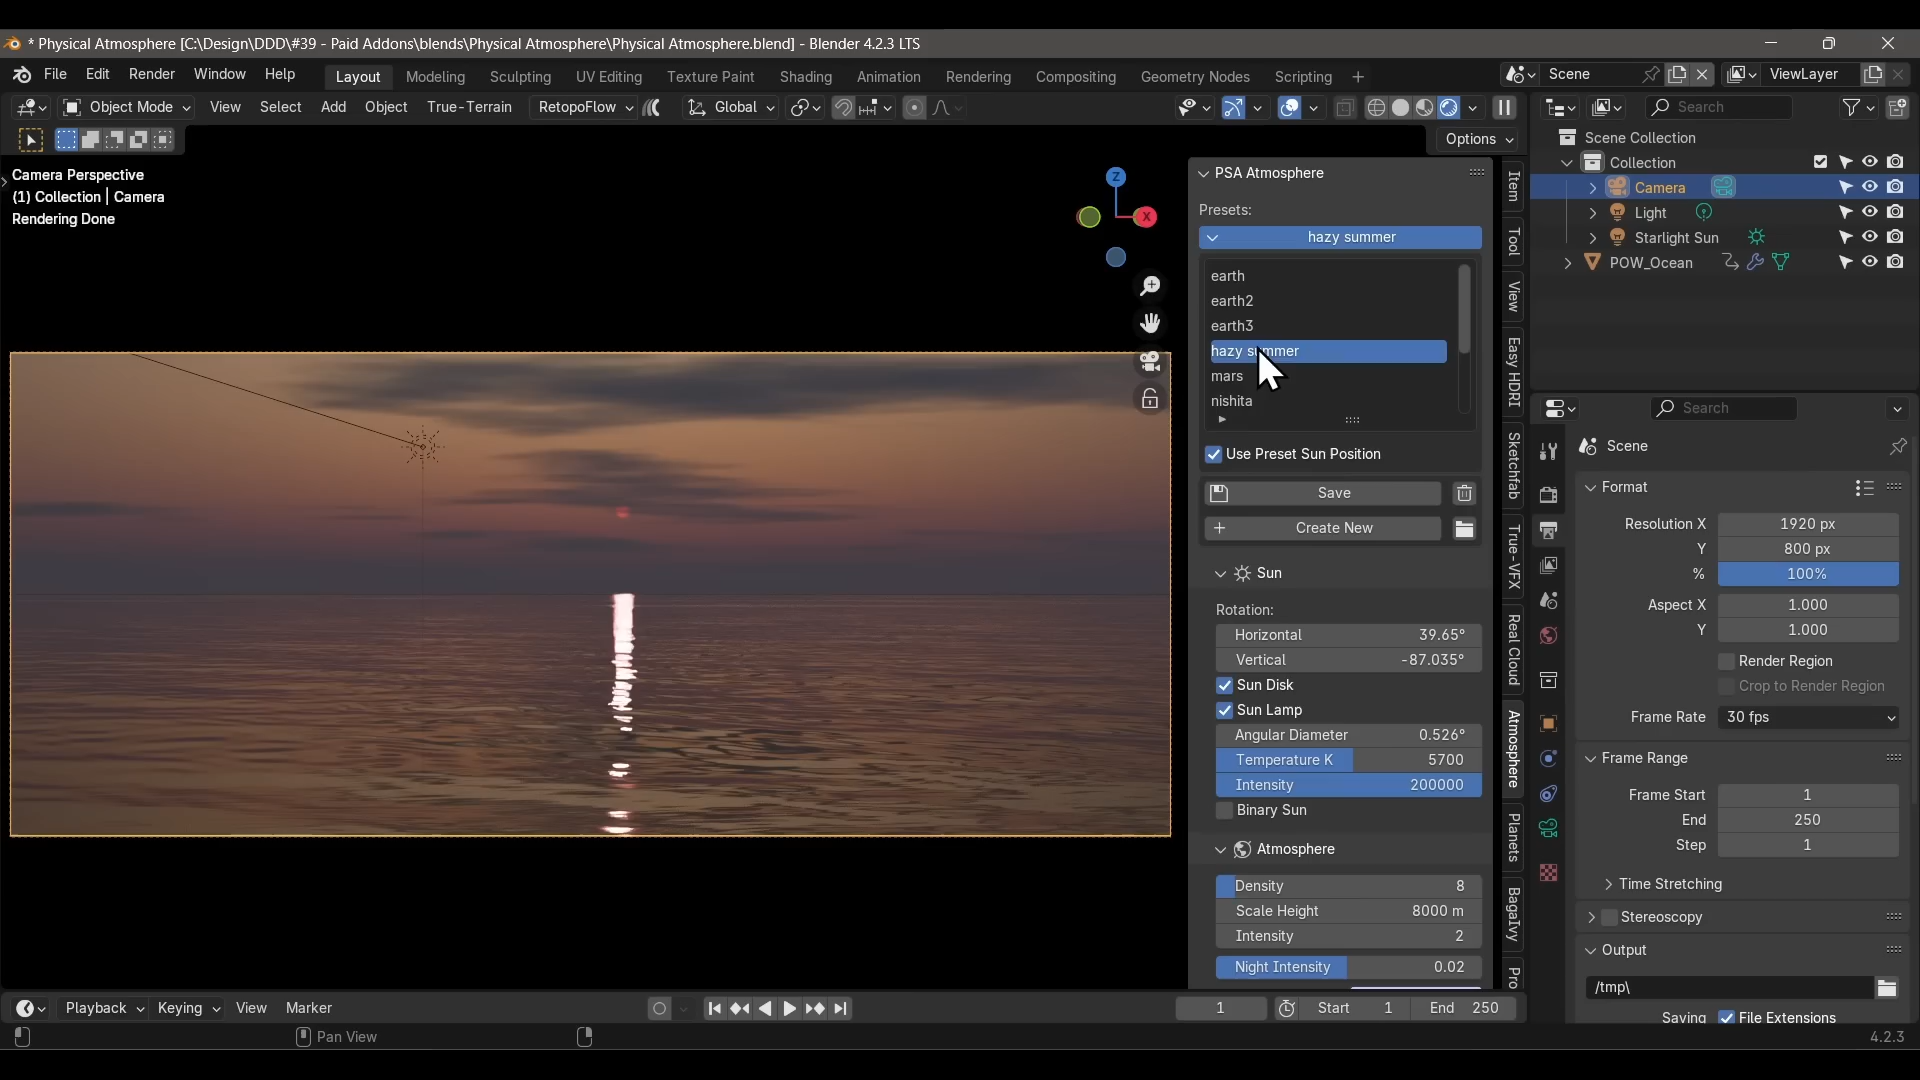 * Physical Atmosphere [C:\Design\DDD\#39 - Paid Addons\blends\Physical Atmosphere\Physical Atmosphere.blend] - Blender 4.2.3 LTS
File Edit Render Window Help Layout Modeling Sculpting UV Editing Texture Paint Shading Animation Rendering Compositing Geometry Nodes Scripting + Scene ViewLayer
Object Mode View Select Add Object True-Terrain RetopoFlow Global Search
Options
Camera Perspective
(1) Collection | Camera
Rendering Done
Z
X
PSA Atmosphere
Presets:
hazy summer
earth
earth2
earth3
hazy summer
mars
nishita
Use Preset Sun Position
Save
Create New
Sun
Rotation:
Horizontal 39.65°
Vertical -87.035°
Sun Disk
Sun Lamp
Angular Diameter 0.526°
Temperature K 5700
Intensity 200000
Binary Sun
Atmosphere
Density 8
Scale Height 8000 m
Intensity 2
Night Intensity 0.02
Item
Tool
View
Easy HDRI
Sketchfab
True-VFX
Real Cloud
Atmosphere
Planets
BagaIvy
Pro
Scene Collection
Collection
Camera
Light
Starlight Sun
POW_Ocean
Search
Scene
Format
Resolution X 1920 px
Y 800 px
% 100%
Aspect X 1.000
Y 1.000
Render Region
Crop to Render Region
Frame Rate 30 fps
Frame Range
Frame Start 1
End 250
Step 1
Time Stretching
Stereoscopy
Output
/tmp\
Saving File Extensions
Playback Keying View Marker 1 Start 1 End 250
Pan View 4.2.3